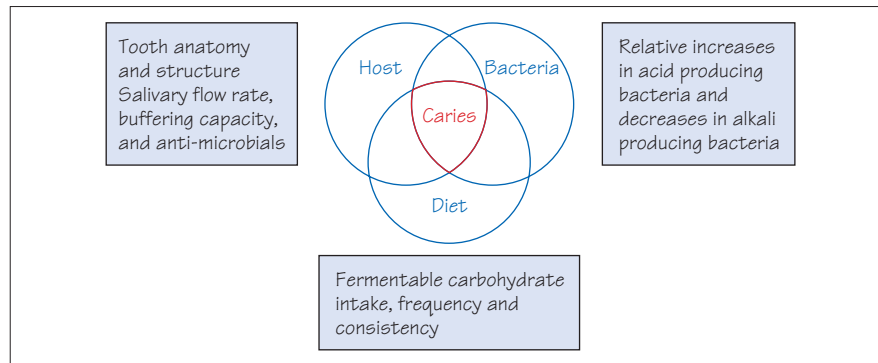 Tooth anatomy
and structure
Salivary flow rate,
buffering capacity,
and anti-microbials
Host
Bacteria
Caries
Diet
Relative increases
in acid producing
bacteria and
decreases in alkali
producing bacteria
Fermentable carbohydrate
intake, frequency and
consistency